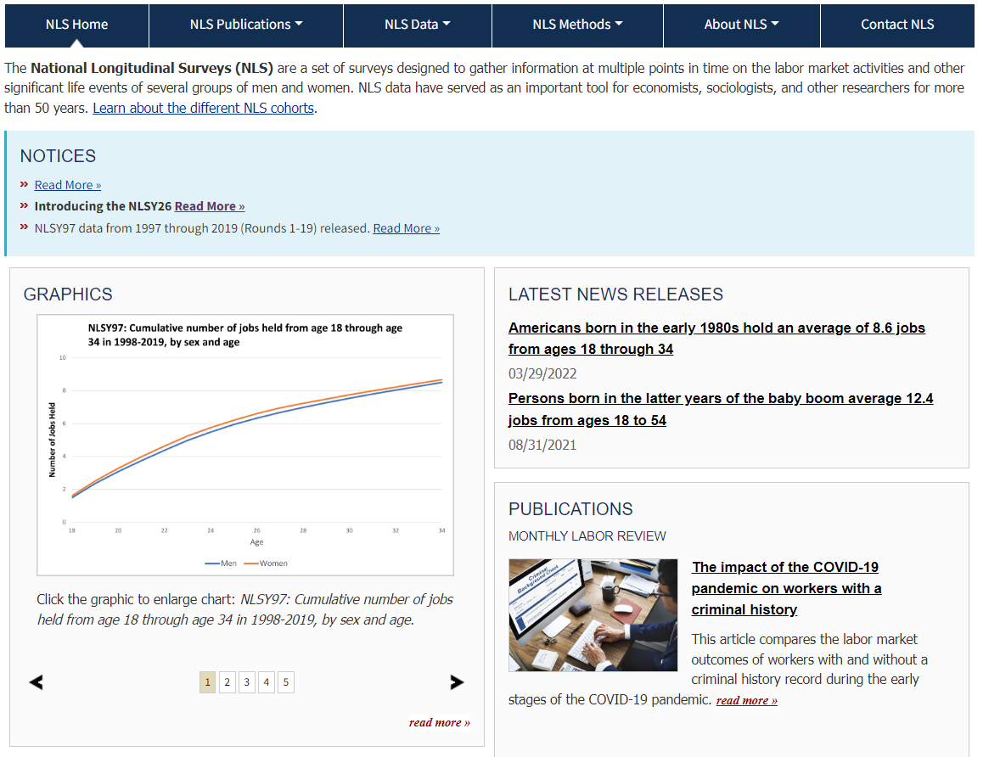 NLS Home
NLS Publications
NLS Data
NLS Methods
About NLS
Contact NLS
The National Longitudinal Surveys (NLS) are a set of surveys designed to gather information at multiple points in time on the labor market activities and other
significant life events of several groups of men and women. NLS data have served as an important tool for economists, sociologists, and other researchers for more
than 50 years. Learn about the different NLS cohorts.
NOTICES
» Read More »
» Introducing the NLSY26 Read More »
» NLSY97 data from 1997 through 2019 (Rounds 1-19) released. Read More »
GRAPHICS
NLSY97: Cumulative number of jobs held from age 18 through age
34 in 1998-2019, by sex and age
Number of Jobs Held
10
8
6
4
2
0
18 20 22 24 26 28 30 32 34
Age
Men Women
Click the graphic to enlarge chart: NLSY97: Cumulative number of jobs
held from age 18 through age 34 in 1998-2019, by sex and age.
1 2 3 4 5
read more »
LATEST NEWS RELEASES
Americans born in the early 1980s hold an average of 8.6 jobs
from ages 18 through 34
03/29/2022
Persons born in the latter years of the baby boom average 12.4
jobs from ages 18 to 54
08/31/2021
PUBLICATIONS
MONTHLY LABOR REVIEW
Criminal
Background Check
The impact of the COVID-19
pandemic on workers with a
criminal history
This article compares the labor market
outcomes of workers with and without a
criminal history record during the early
stages of the COVID-19 pandemic. read more »